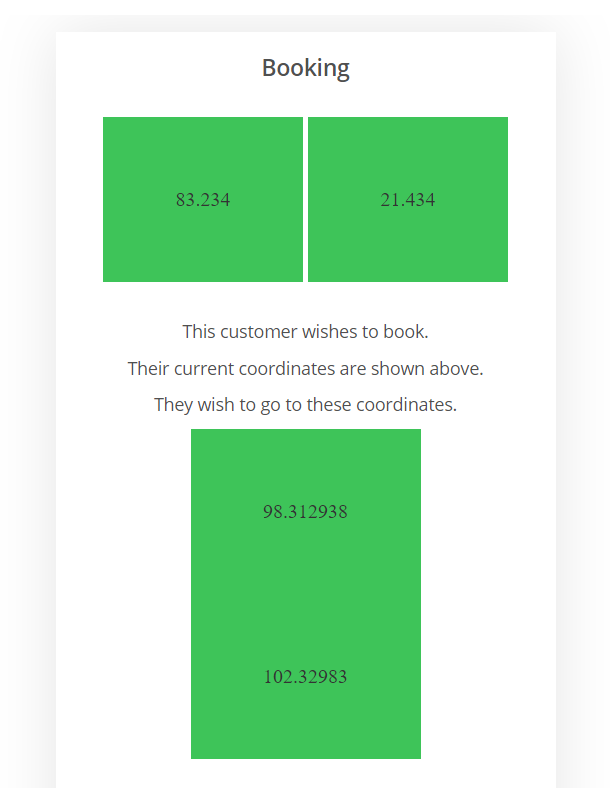 Booking
83.234 21.434
This customer wishes to book.
Their current coordinates are shown above.
They wish to go to these coordinates.
98.312938
102.32983